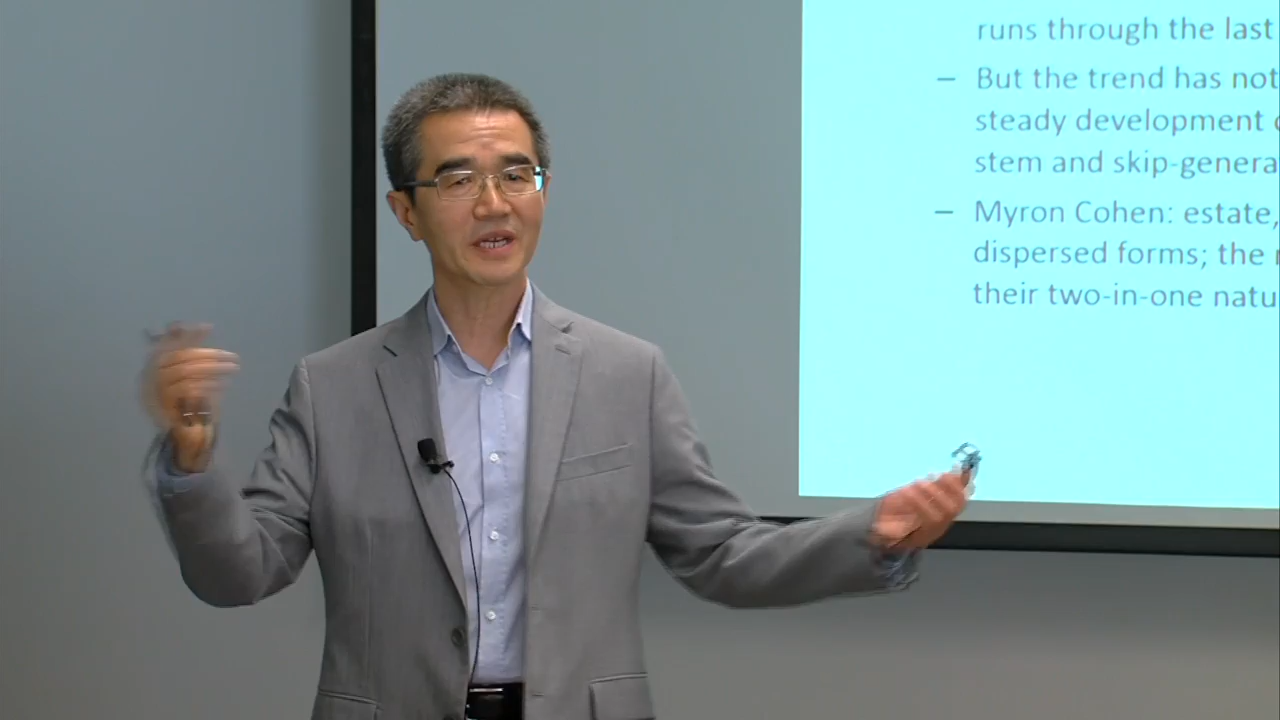 runs through the last
– But the trend has not
steady development
stem and skip-genera
– Myron Cohen: estate,
dispersed forms; the
their two-in-one natu